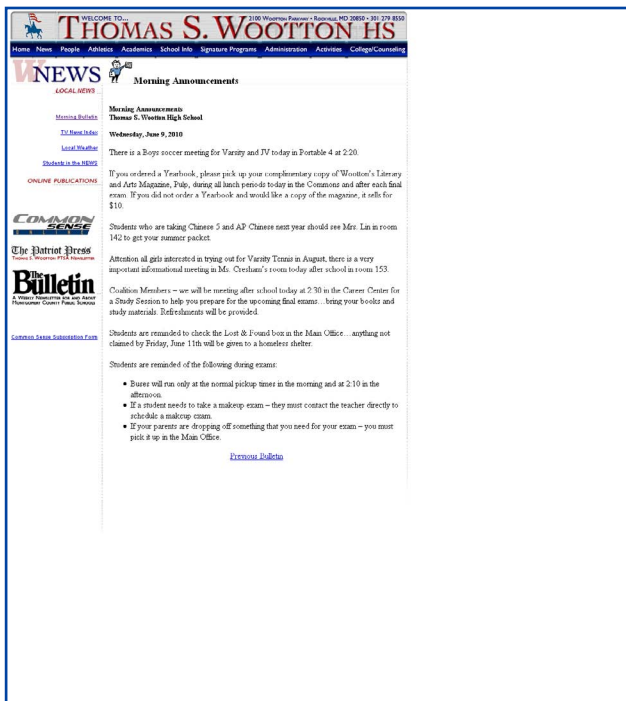 WELCOME TO...
2100 WOOTTON PARKWAY • ROCKVILLE, MD 20850 • 301-279-8550
THOMAS S. WOOTTON HS
Home News People Athletics Academics School Info Signature Programs Administration Activities College/Counseling
WNEWS
LOCAL NEWS
Morning Bulletin
TV News Index
Local Weather
Students in the NEWS
ONLINE PUBLICATIONS
COMMON
SENSE
The Patriot Press
THOMAS S. WOOTTON PTSA NEWSLETTER
The
Bulletin
A WEEKLY NEWSLETTER FOR AND ABOUT
MONTGOMERY COUNTY PUBLIC SCHOOLS
Common Sense Subscription Form
Morning Announcements
Morning Announcements
Thomas S. Wootton High School
Wednesday, June 9, 2010
There is a Boys soccer meeting for Varsity and JV today in Portable 4 at 2:20.
If you ordered a Yearbook, please pick up your complimentary copy of Wootton's Literary
and Arts Magazine, Pulp, during all lunch periods today in the Commons and after each final
exam. If you did not order a Yearbook and would like a copy of the magazine, it sells for
$10.
Students who are taking Chinese 5 and AP Chinese next year should see Mrs. Lin in room
142 to get your summer packet.
Attention all girls interested in trying out for Varsity Tennis in August, there is a very
important informational meeting in Ms. Cresham's room today after school in room 153.
Coalition Members – we will be meeting after school today at 2:30 in the Career Center for
a Study Session to help you prepare for the upcoming final exams…bring your books and
study materials. Refreshments will be provided.
Students are reminded to check the Lost & Found box in the Main Office…anything not
claimed by Friday, June 11th will be given to a homeless shelter.
Students are reminded of the following during exams:
• Buses will run only at the normal pickup times in the morning and at 2:10 in the
afternoon.
• If a student needs to take a makeup exam – they must contact the teacher directly to
schedule a makeup exam.
• If your parents are dropping off something that you need for your exam – you must
pick it up in the Main Office.
Previous Bulletin